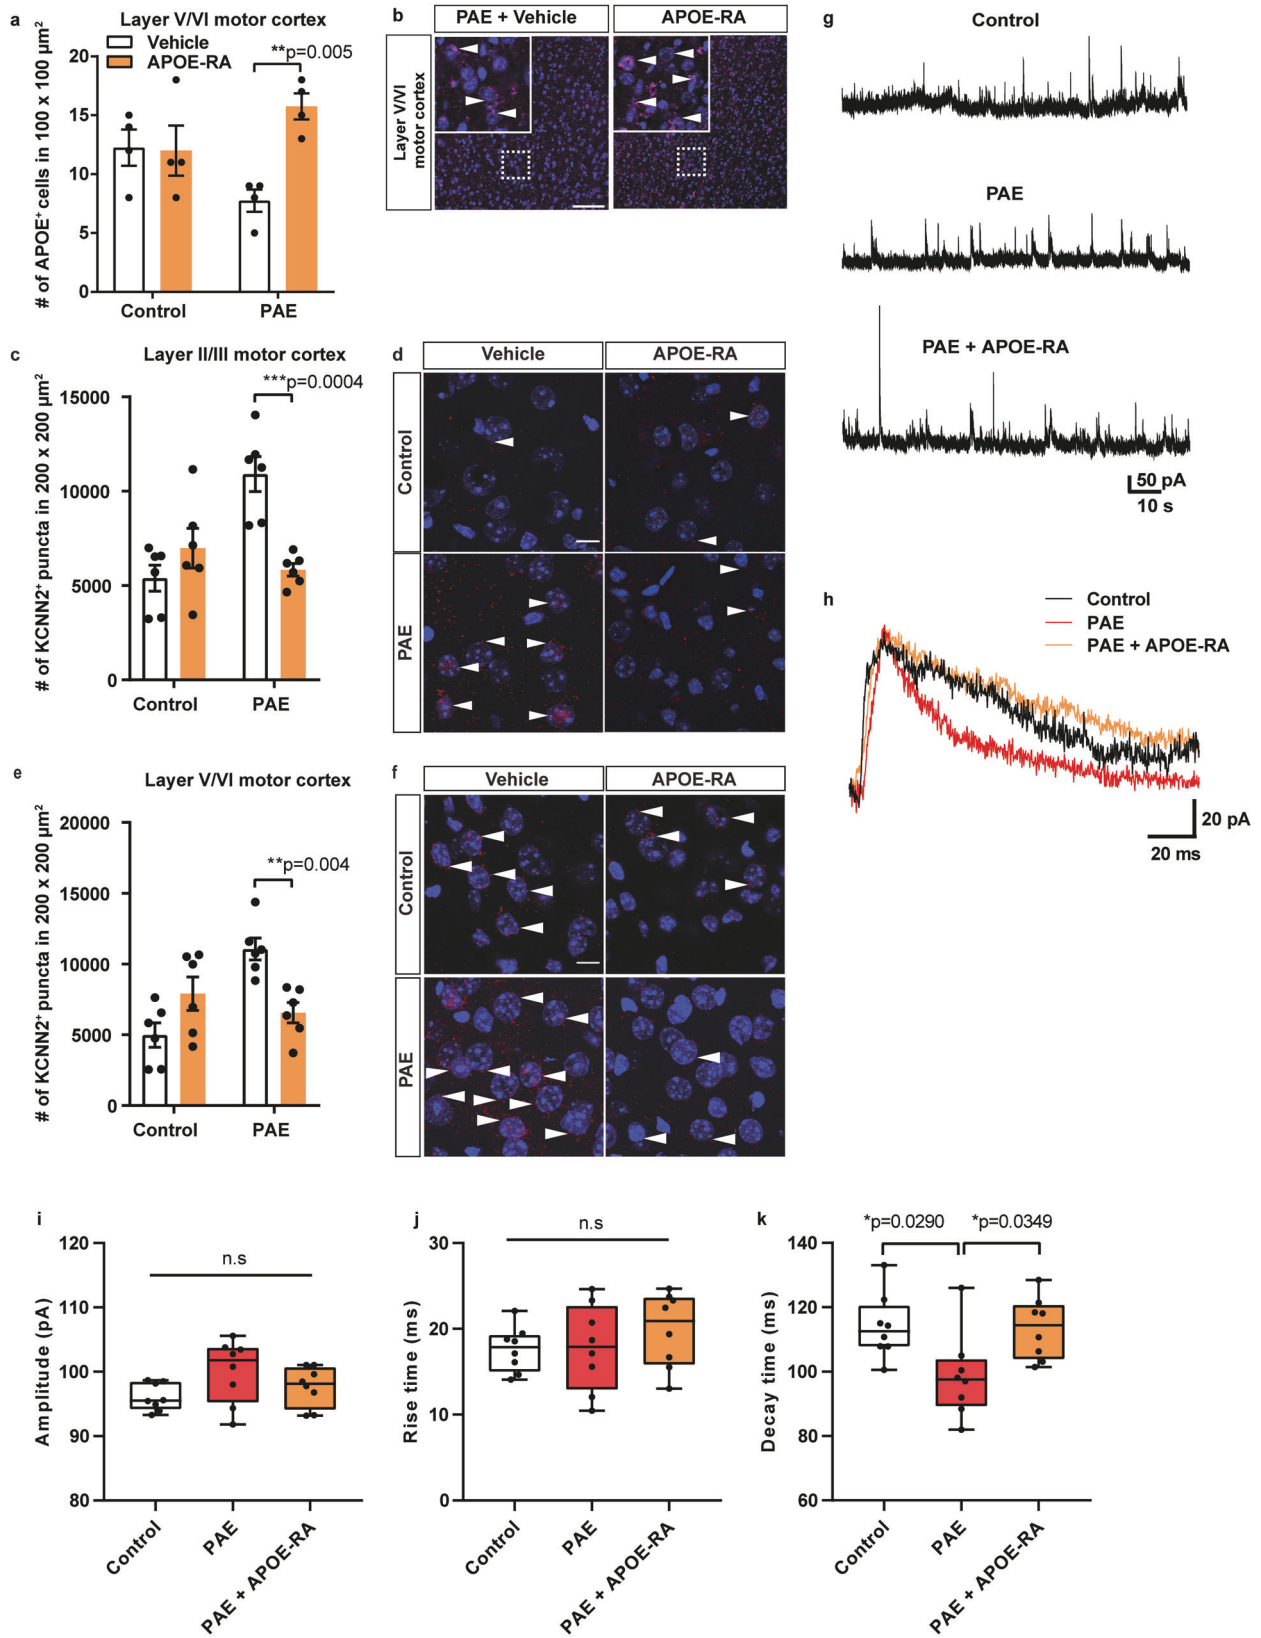 a
Layer V/VI motor cortex
Vehicle
APOE-RA
**p=0.005
# of APOE⁺ cells in 100 x 100 µm²
20
15
10
5
0
Control
PAE
b
PAE + Vehicle
APOE-RA
Layer V/VI
motor cortex
c
Layer II/III motor cortex
***p=0.0004
# of KCNN2⁺ puncta in 200 x 200 µm²
15000
10000
5000
0
Control
PAE
d
Vehicle
APOE-RA
Control
PAE
e
Layer V/VI motor cortex
**p=0.004
# of KCNN2⁺ puncta in 200 x 200 µm²
20000
15000
10000
5000
0
Control
PAE
f
Vehicle
APOE-RA
Control
PAE
g
Control
PAE
PAE + APOE-RA
50 pA
10 s
h
Control
PAE
PAE + APOE-RA
20 pA
20 ms
i
n.s
Amplitude (pA)
120
110
100
90
80
Control
PAE
PAE + APOE-RA
j
n.s
Rise time (ms)
30
20
10
0
Control
PAE
PAE + APOE-RA
k
*p=0.0290
*p=0.0349
Decay time (ms)
140
120
100
80
60
Control
PAE
PAE + APOE-RA